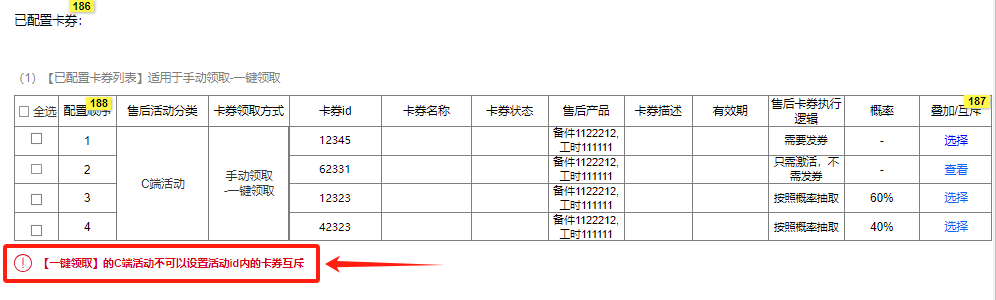 186
已配置卡券：
（1）【已配置卡券列表】适用于手动领取-一键领取
全选 配置顺序 188 售后活动分类 卡券领取方式 卡券id 卡券名称 卡券状态 售后产品 卡券描述 有效期 售后卡券执行逻辑 概率 叠加/互斥 187
1 C端活动 手动领取-一键领取 12345 备件1122212,工时111111 需要发券 - 选择
2 62331 备件1122212,工时111111 只需激活，不需发券 - 查看
3 12323 备件1122212,工时111111 按照概率抽取 60% 选择
4 42323 备件1122212,工时111111 按照概率抽取 40% 选择
【一键领取】的C端活动不可以设置活动id内的卡券互斥